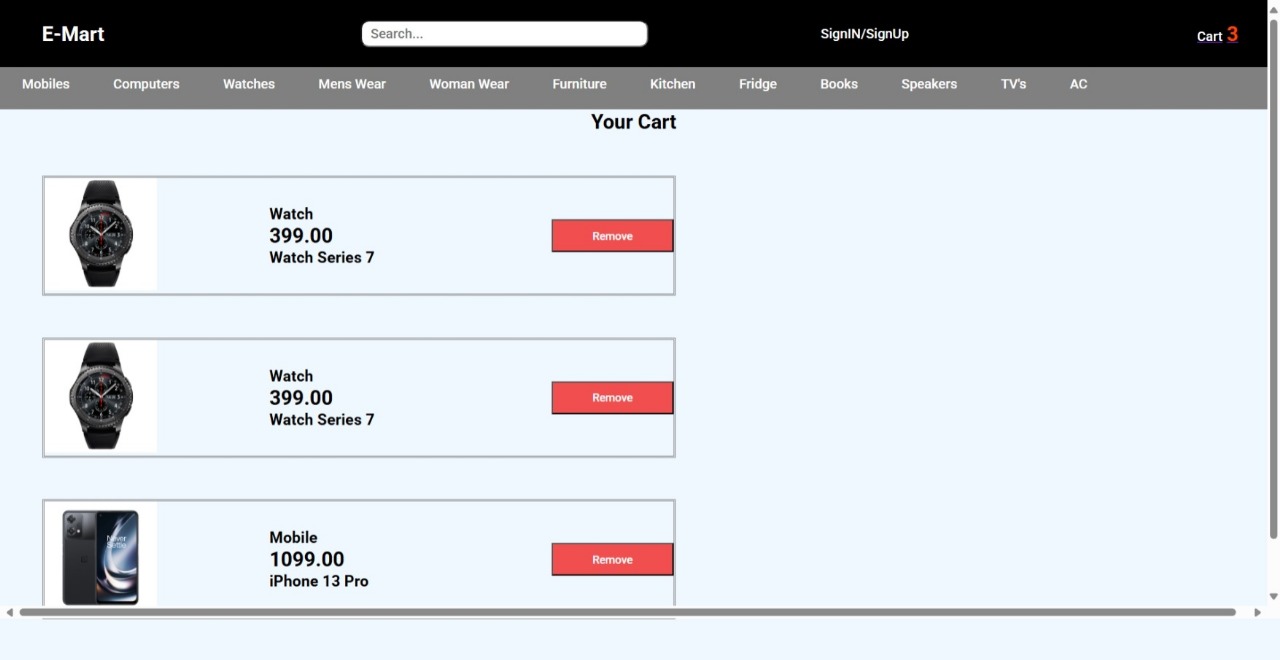 E-Mart
Search...
SignIN/SignUp
Cart 3
Mobiles Computers Watches Mens Wear Woman Wear Furniture Kitchen Fridge Books Speakers TV's AC
Your Cart
Watch
399.00
Watch Series 7
Remove
Watch
399.00
Watch Series 7
Remove
Never
Settle
Mobile
1099.00
iPhone 13 Pro
Remove